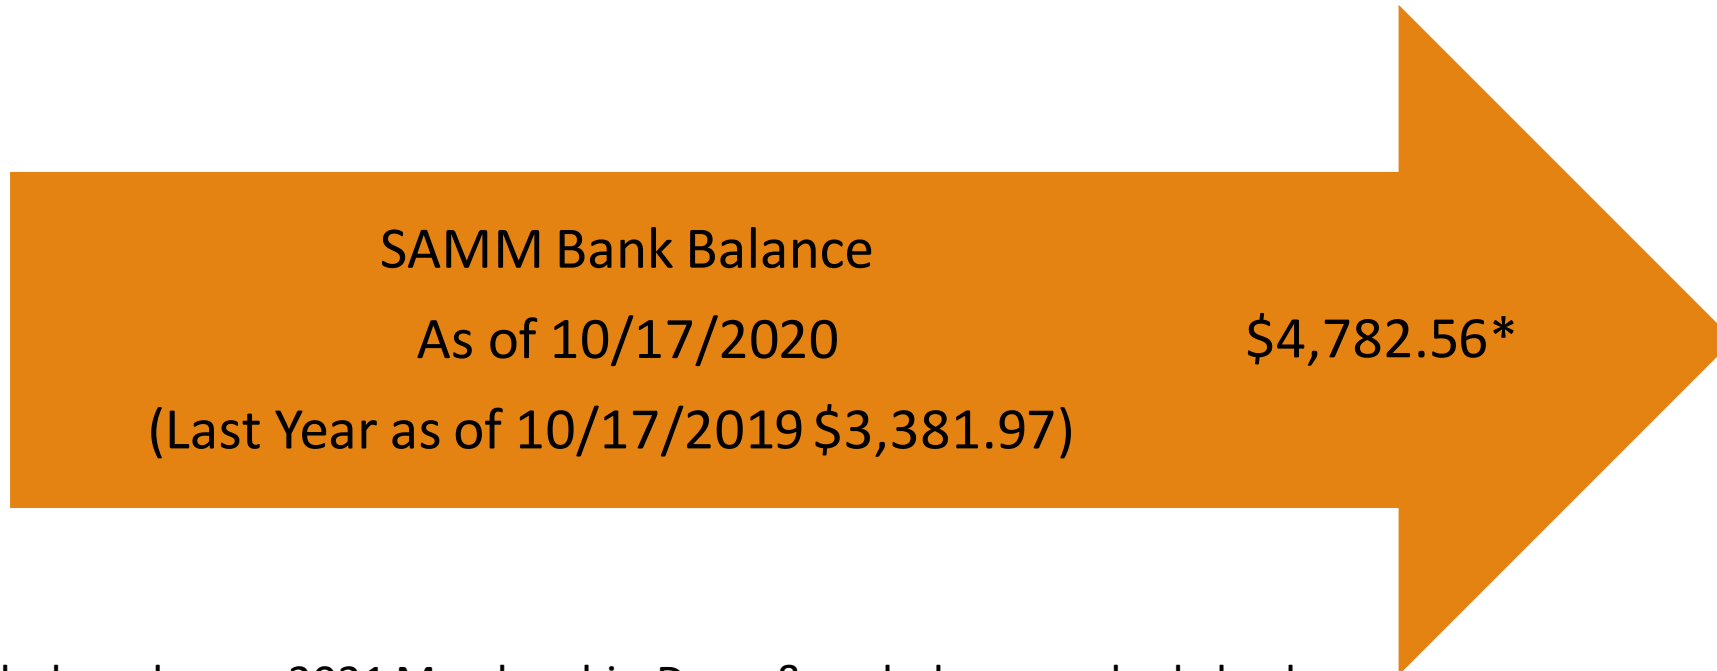 SAMM Bank Balance
As of 10/17/2020 $4,782.56*
(Last Year as of 10/17/2019 $3,381.97)
2021